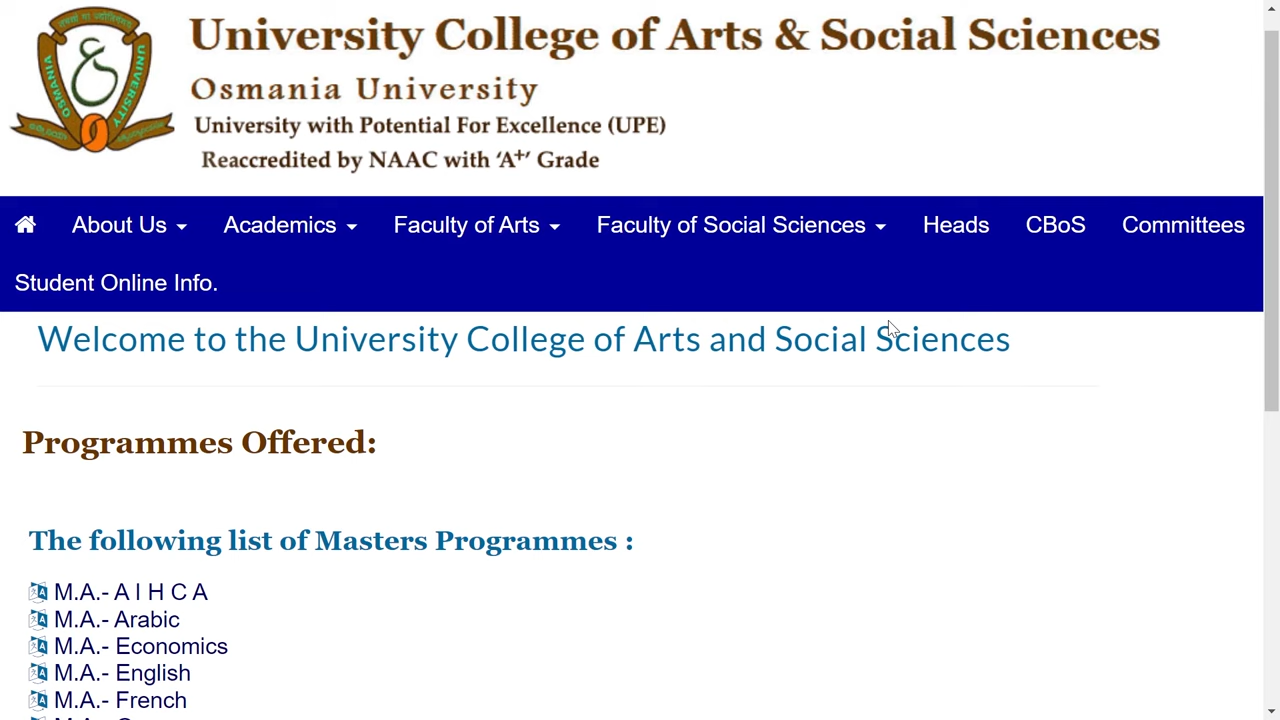 OSMANIA UNIVERSITY
University College of Arts & Social Sciences
Osmania University
University with Potential For Excellence (UPE)
Reaccredited by NAAC with ‘A+’ Grade
About Us Academics Faculty of Arts Faculty of Social Sciences Heads CBoS Committees
Student Online Info.
Welcome to the University College of Arts and Social Sciences
Programmes Offered:
The following list of Masters Programmes :
M.A.- A I H C A
M.A.- Arabic
M.A.- Economics
M.A.- English
M.A.- French